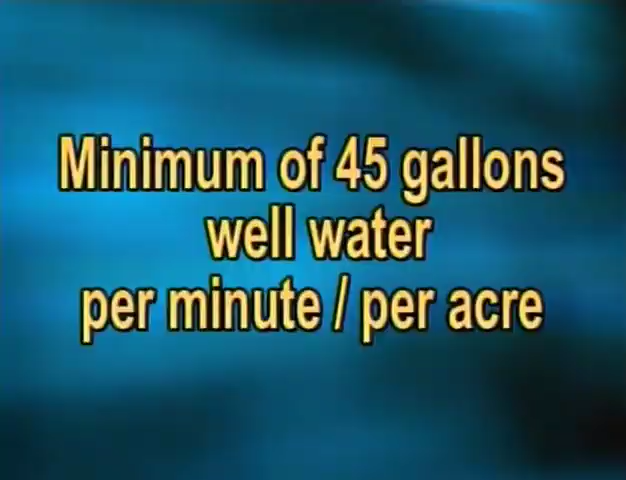 Minimum of 45 gallons
well water
per minute / per acre